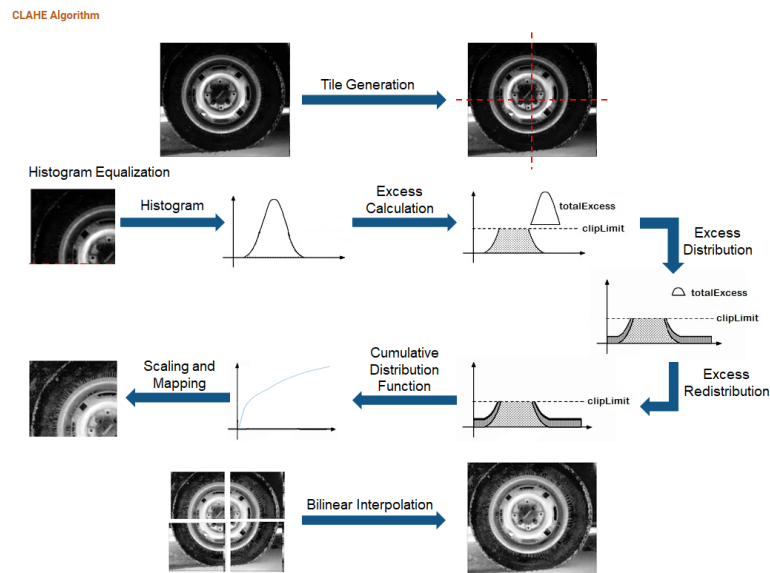 CLAHE Algorithm
Tile Generation
Histogram Equalization
Histogram
Excess
Calculation
totalExcess
clipLimit
Excess
Distribution
totalExcess
clipLimit
Excess
Redistribution
clipLimit
Cumulative
Distribution
Function
Scaling and
Mapping
Bilinear Interpolation